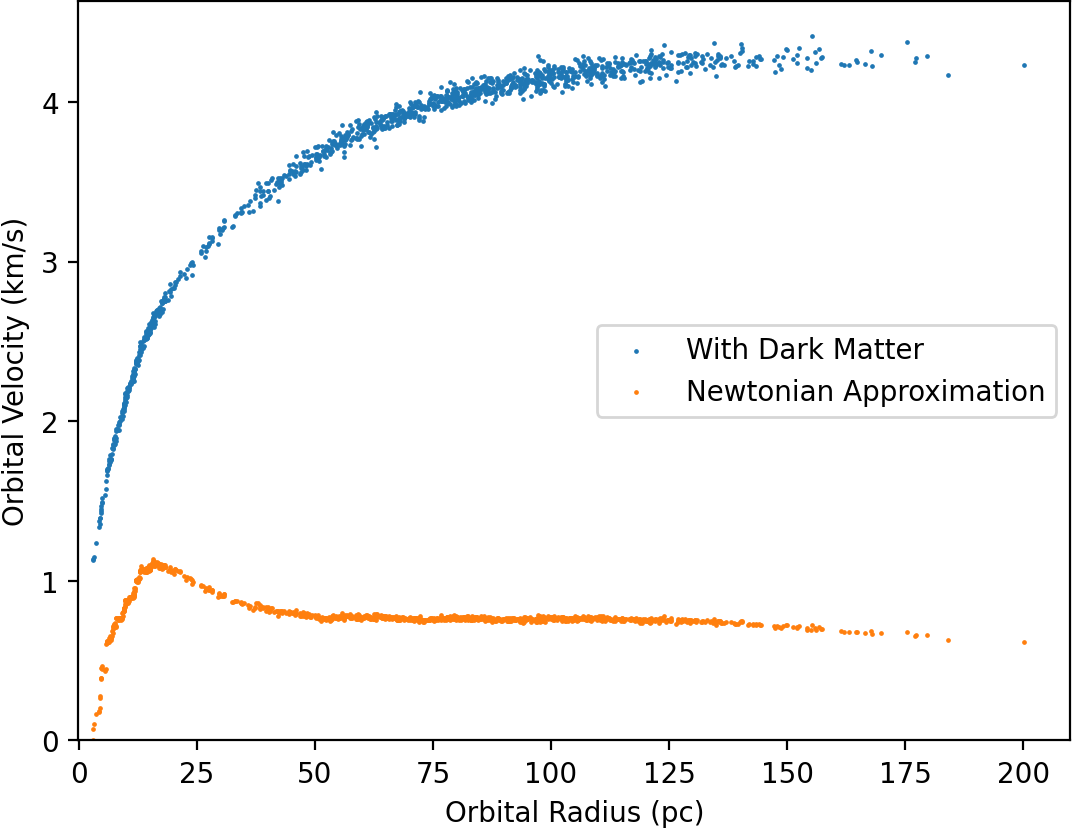 Orbital Velocity (km/s)
4
3
2
1
0
With Dark Matter
Newtonian Approximation
0 25 50 75 100 125 150 175 200
Orbital Radius (pc)